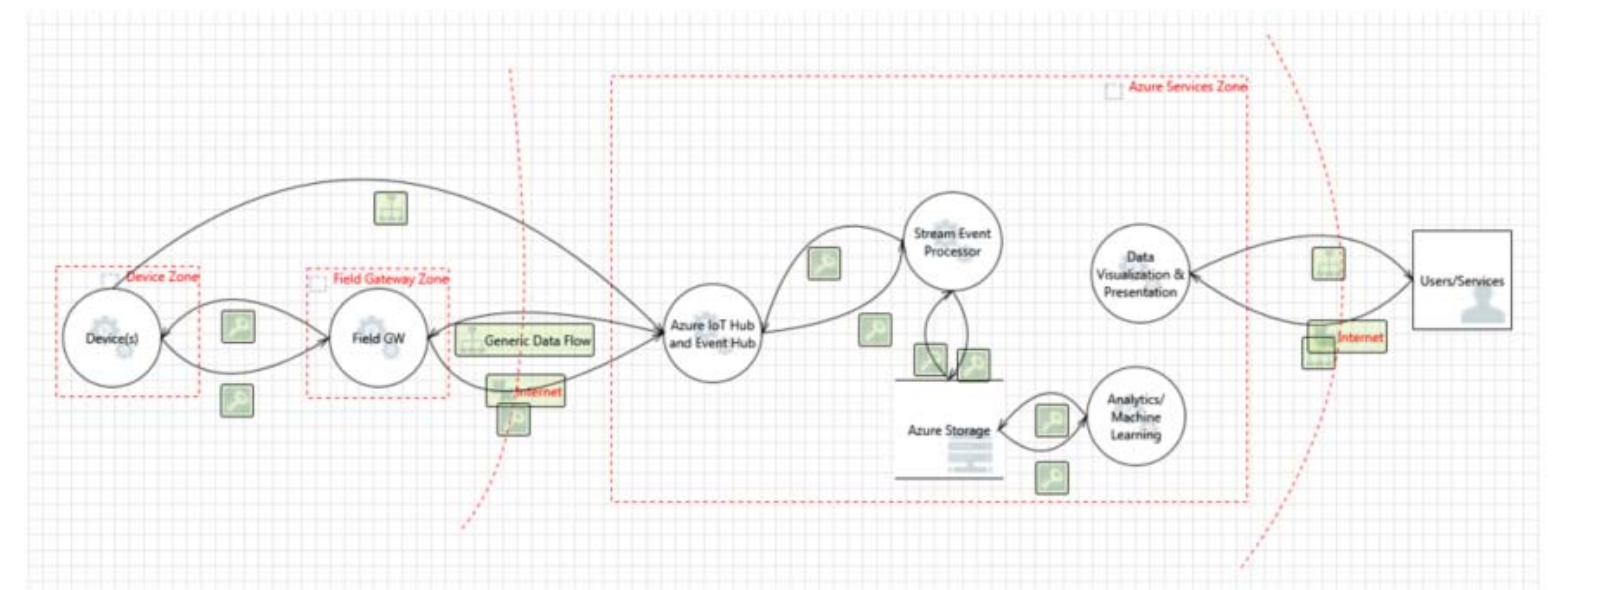 Azure Services Zone
Device Zone
Field Gateway Zone
Device(s)
Field GW
Generic Data Flow
Internet
Azure IoT Hub
and Event Hub
Stream Event
Processor
Azure Storage
Analytics/
Machine
Learning
Data
Visualization &
Presentation
Users/Services
Internet